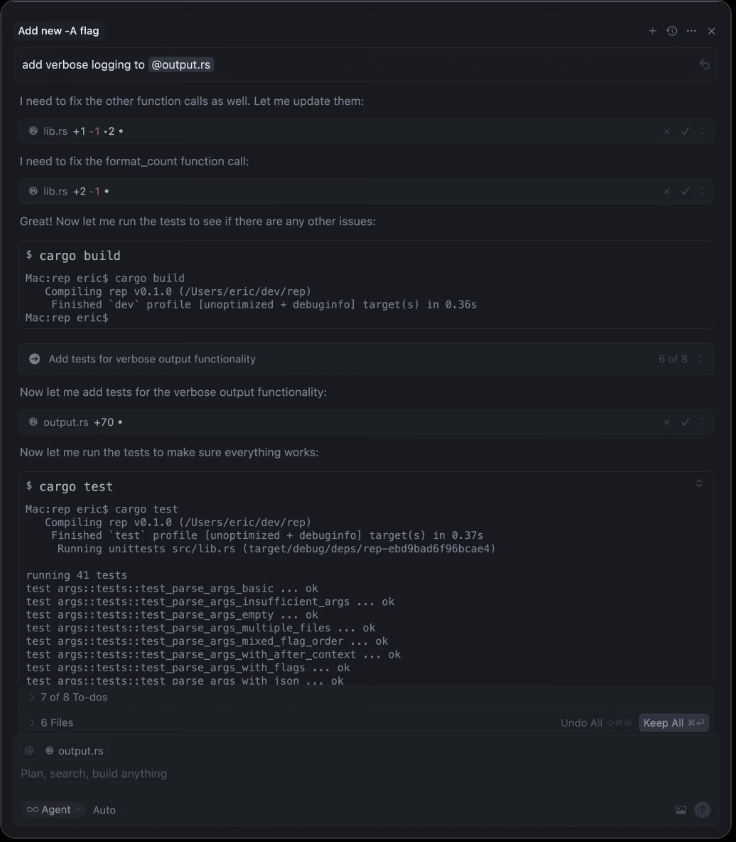 Add new -A flag
add verbose logging to @output.rs
I need to fix the other function calls as well. Let me update them:
lib.rs +1 -1 •2 •
I need to fix the format_count function call:
lib.rs +2 -1 •
Great! Now let me run the tests to see if there are any other issues:
$ cargo build
Mac:rep eric$ cargo build
Compiling rep v0.1.0 (/Users/eric/dev/rep)
Finished `dev` profile [unoptimized + debuginfo] target(s) in 0.36s
Mac:rep eric$
Add tests for verbose output functionality 6 of 8
Now let me add tests for the verbose output functionality:
output.rs +70 •
Now let me run the tests to make sure everything works:
$ cargo test
Mac:rep eric$ cargo test
Compiling rep v0.1.0 (/Users/eric/dev/rep)
Finished `test` profile [unoptimized + debuginfo] target(s) in 0.37s
Running unittests src/lib.rs (target/debug/deps/rep-ebd9bad6f96bcae4)
running 41 tests
test args::tests::test_parse_args_basic ... ok
test args::tests::test_parse_args_insufficient_args ... ok
test args::tests::test_parse_args_empty ... ok
test args::tests::test_parse_args_multiple_files ... ok
test args::tests::test_parse_args_mixed_flag_order ... ok
test args::tests::test_parse_args_with_after_context ... ok
test args::tests::test_parse_args_with_flags ... ok
test args::tests::test_parse_args_with_json ... ok
7 of 8 To-dos
6 Files Undo All Keep All ⌘⏎
@ output.rs
Plan, search, build anything
∞ Agent Auto